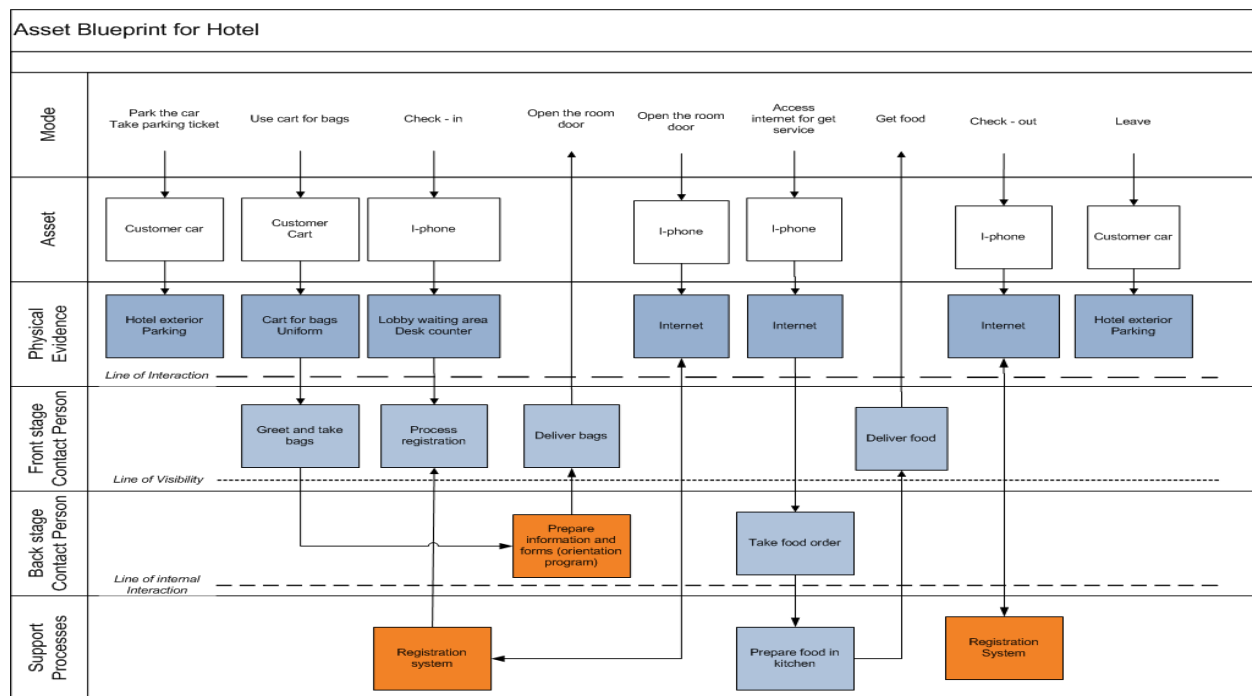 Asset Blueprint for Hotel
Mode
Park the car
Take parking ticket
Use cart for bags
Check - in
Open the room
door
Open the room
door
Access
internet for get
service
Get food
Check - out
Leave
Asset
Customer car
Customer
Cart
I-phone
I-phone
I-phone
I-phone
Customer car
Physical
Evidence
Hotel exterior
Parking
Cart for bags
Uniform
Lobby waiting area
Desk counter
Internet
Internet
Internet
Hotel exterior
Parking
Line of Interaction
Front stage
Contact Person
Greet and take
bags
Process
registration
Deliver bags
Deliver food
Line of Visibility
Back stage
Contact Person
Prepare
information and
forms (orientation
program)
Take food order
Line of internal
Interaction
Support
Processes
Registration
system
Prepare food in
kitchen
Registration
System